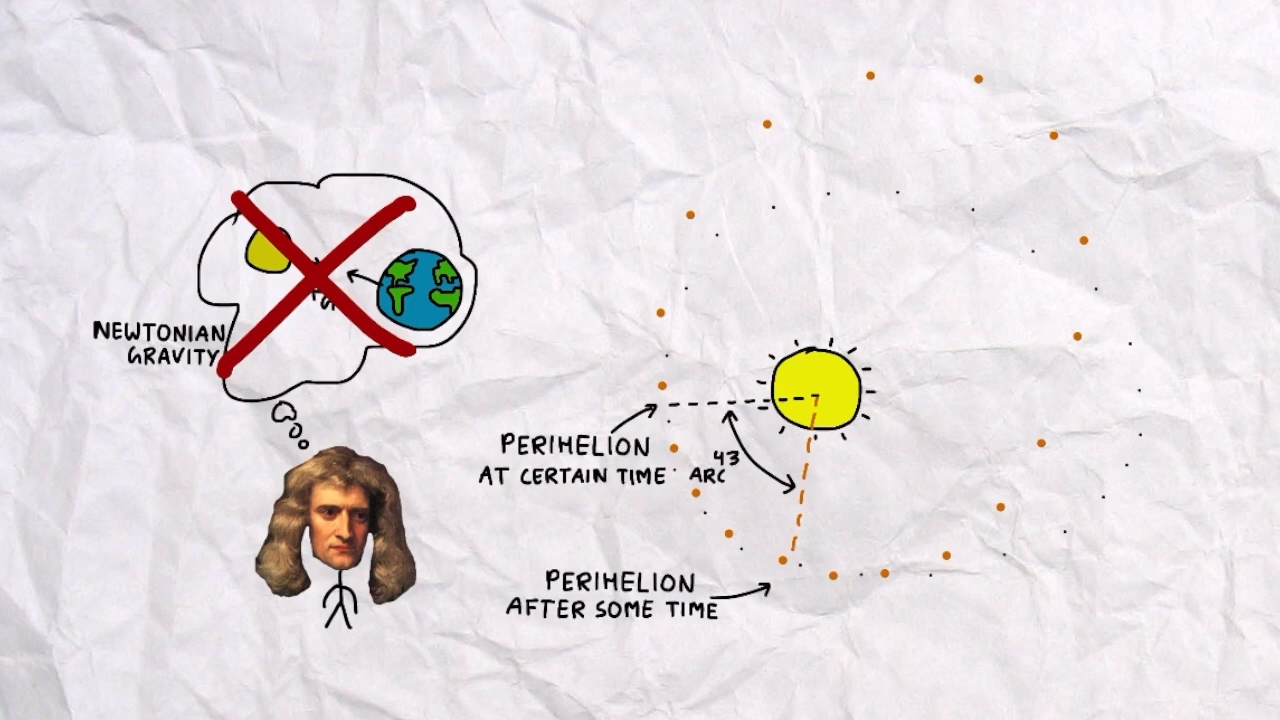 NEWTONIAN
GRAVITY
PERIHELION
AT CERTAIN TIME
43
ARC
PERIHELION
AFTER SOME TIME